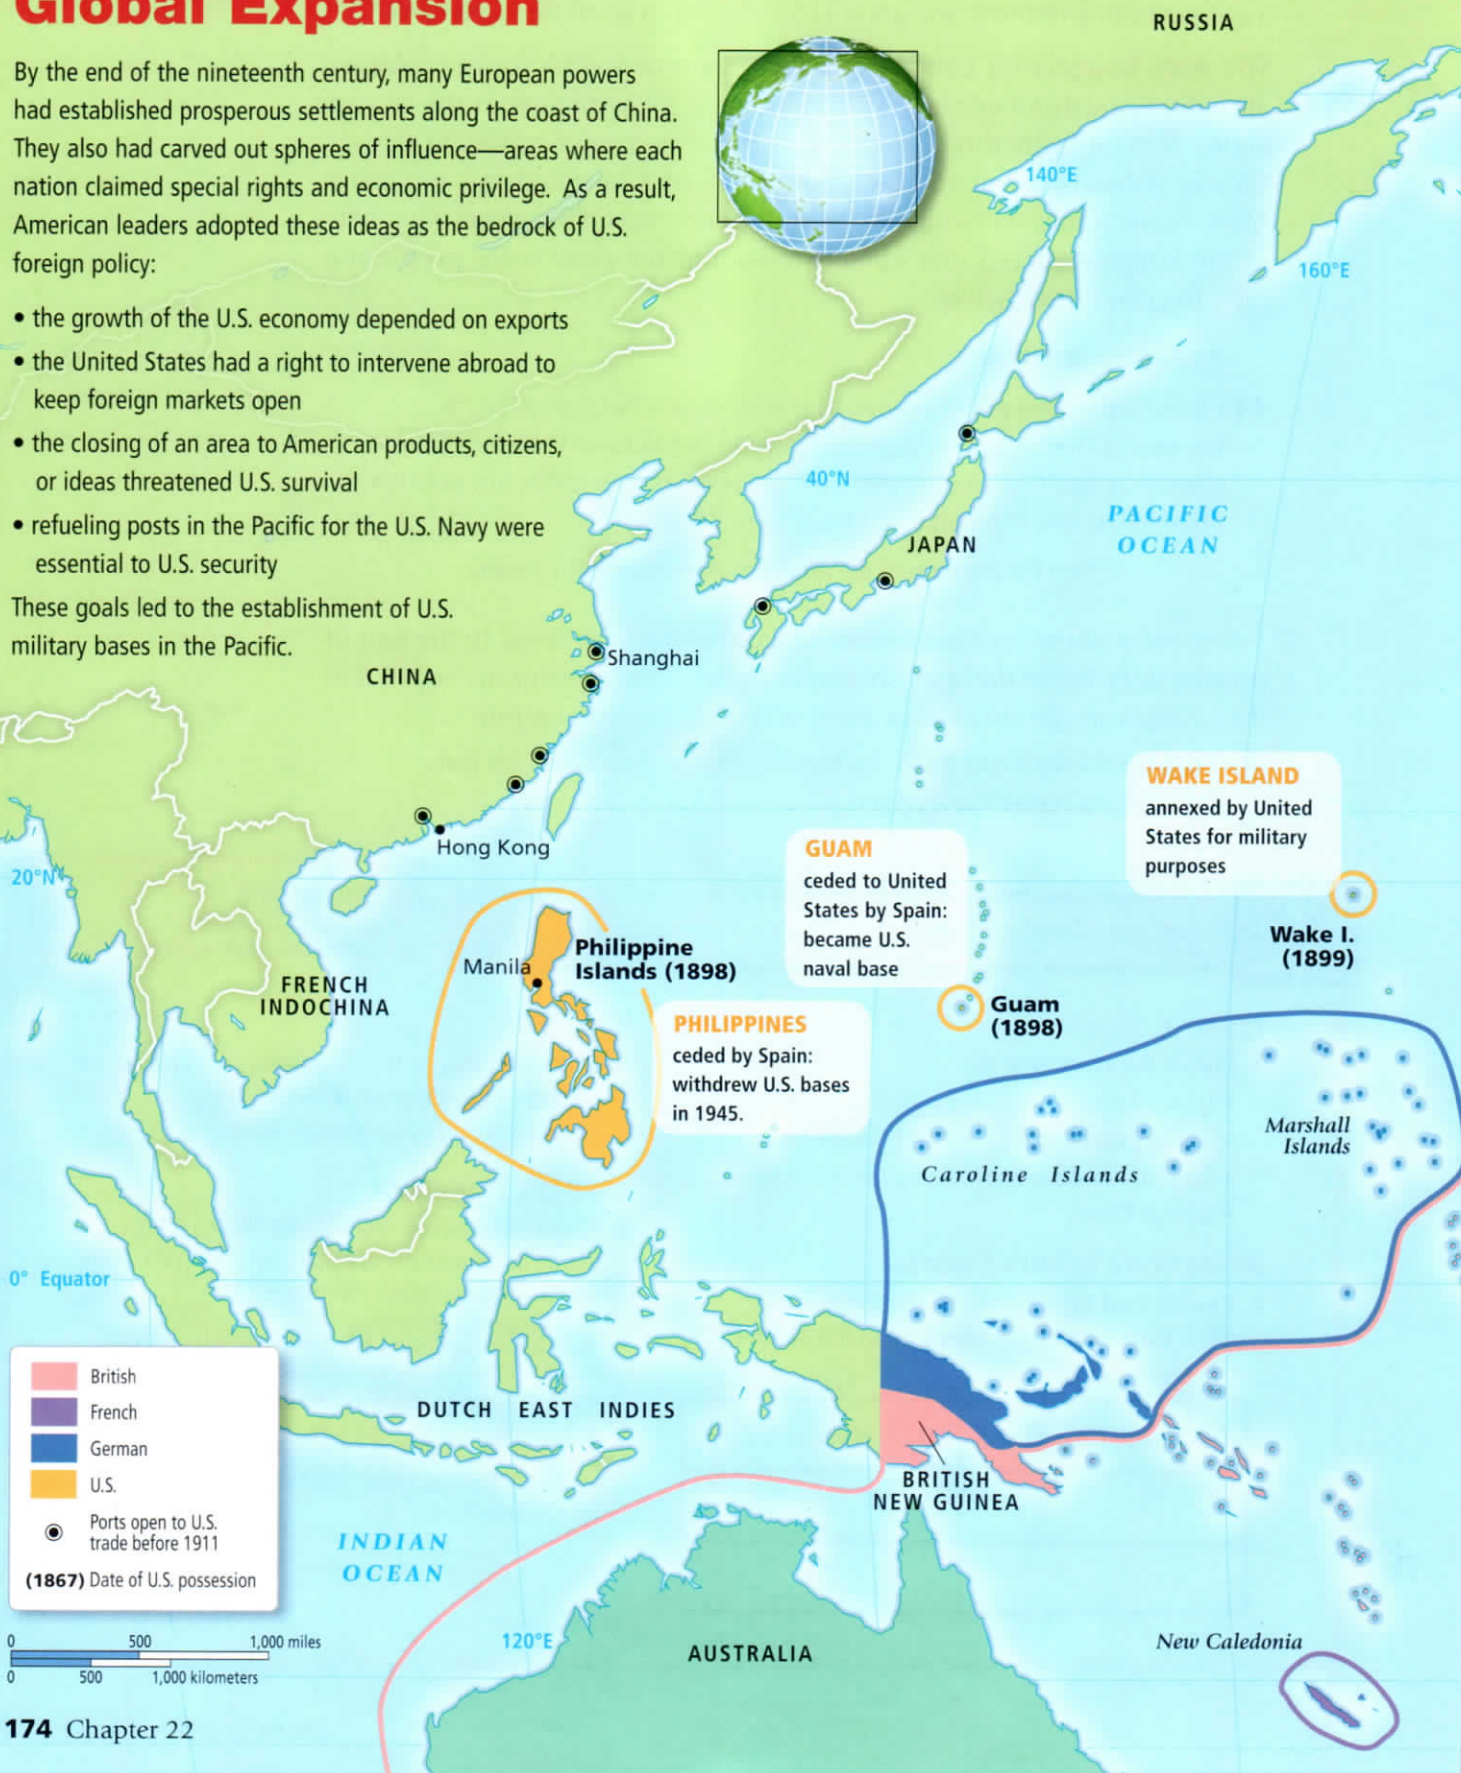 Global Expansion
By the end of the nineteenth century, many European powers
had established prosperous settlements along the coast of China.
They also had carved out spheres of influence—areas where each
nation claimed special rights and economic privilege. As a result,
American leaders adopted these ideas as the bedrock of U.S.
foreign policy:
• the growth of the U.S. economy depended on exports
• the United States had a right to intervene abroad to
keep foreign markets open
• the closing of an area to American products, citizens,
or ideas threatened U.S. survival
• refueling posts in the Pacific for the U.S. Navy were
essential to U.S. security
These goals led to the establishment of U.S.
military bases in the Pacific.
RUSSIA
140°E
160°E
40°N
PACIFIC
OCEAN
JAPAN
Shanghai
CHINA
Hong Kong
20°N
WAKE ISLAND
annexed by United
States for military
purposes
GUAM
ceded to United
States by Spain:
became U.S.
naval base
Wake I.
(1899)
Philippine
Islands (1898)
Manila
FRENCH
INDOCHINA
Guam
(1898)
PHILIPPINES
ceded by Spain:
withdrew U.S. bases
in 1945.
Marshall
Islands
Caroline Islands
0° Equator
British
French
German
U.S.
Ports open to U.S.
trade before 1911
(1867) Date of U.S. possession
DUTCH EAST INDIES
BRITISH
NEW GUINEA
INDIAN
OCEAN
120°E
AUSTRALIA
New Caledonia
0 500 1,000 miles
0 500 1,000 kilometers
174 Chapter 22